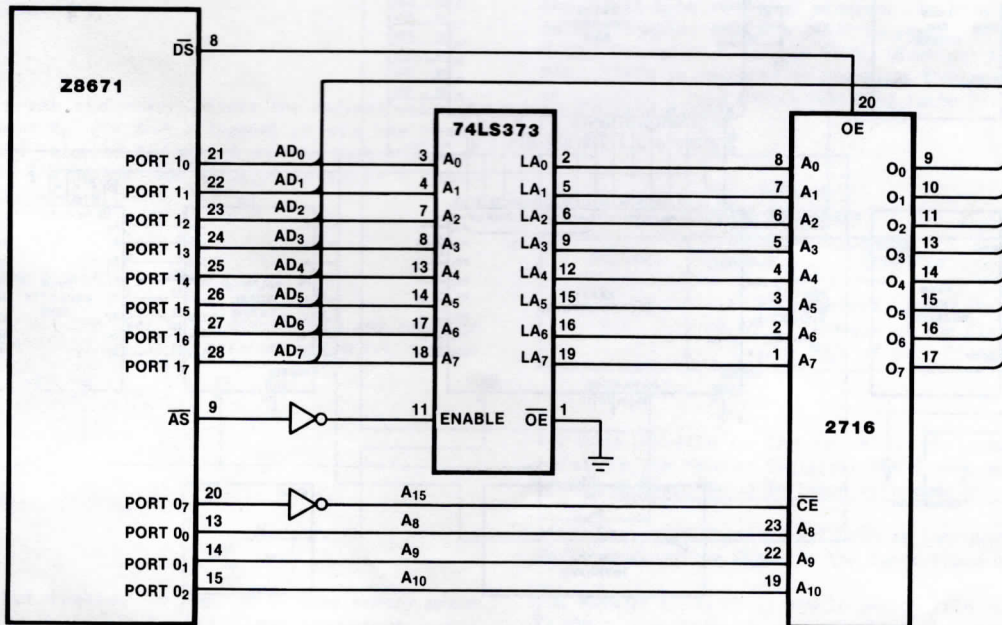 D̅S̅ 8
Z8671
20
74LS373
OE
PORT 1₀ 21 AD₀ 3 A₀ LA₀ 2 8 A₀ O₀ 9
PORT 1₁ 22 AD₁ 4 A₁ LA₁ 5 7 A₁ O₁ 10
PORT 1₂ 23 AD₂ 7 A₂ LA₂ 6 6 A₂ O₂ 11
PORT 1₃ 24 AD₃ 8 A₃ LA₃ 9 5 A₃ O₃ 13
PORT 1₄ 25 AD₄ 13 A₄ LA₄ 12 4 A₄ O₄ 14
PORT 1₅ 26 AD₅ 14 A₅ LA₅ 15 3 A₅ O₅ 15
PORT 1₆ 27 AD₆ 17 A₆ LA₆ 16 2 A₆ O₆ 16
PORT 1₇ 28 AD₇ 18 A₇ LA₇ 19 1 A₇ O₇ 17
A̅S̅ 9 11 ENABLE O̅E̅ 1
2716
PORT 0₇ 20 A₁₅ C̅E̅
PORT 0₀ 13 A₈ 23 A₈
PORT 0₁ 14 A₉ 22 A₉
PORT 0₂ 15 A₁₀ 19 A₁₀